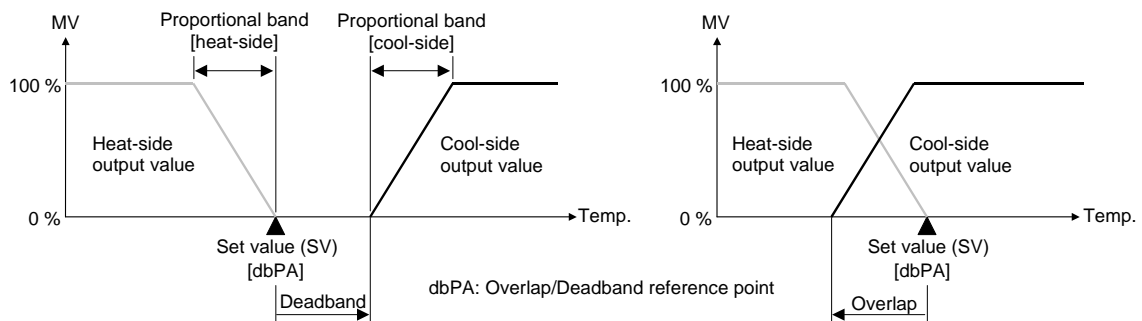 MV
Proportional band
[heat-side]
Proportional band
[cool-side]
100 %
Heat-side
output value
Cool-side
output value
0 %
Temp.
Set value (SV)
[dbPA]
Deadband
MV
100 %
Heat-side
output value
Cool-side
output value
0 %
Temp.
Set value (SV)
[dbPA]
Overlap
dbPA: Overlap/Deadband reference point